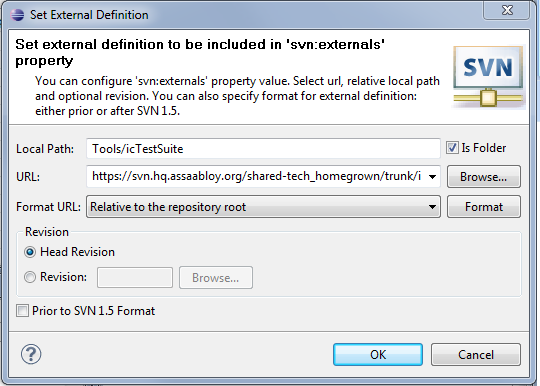 Set External Definition
Set external definition to be included in 'svn:externals'
property
You can configure 'svn:externals' property value. Select url, relative local path
and optional revision. You can also specify format for external definition:
either prior or after SVN 1.5.
SVN
Local Path: Tools/icTestSuite Is Folder
URL: https://svn.hq.assaabloy.org/shared-tech_homegrown/trunk/i Browse...
Format URL: Relative to the repository root Format
Revision
Head Revision
Revision: Browse...
Prior to SVN 1.5 Format
? OK Cancel